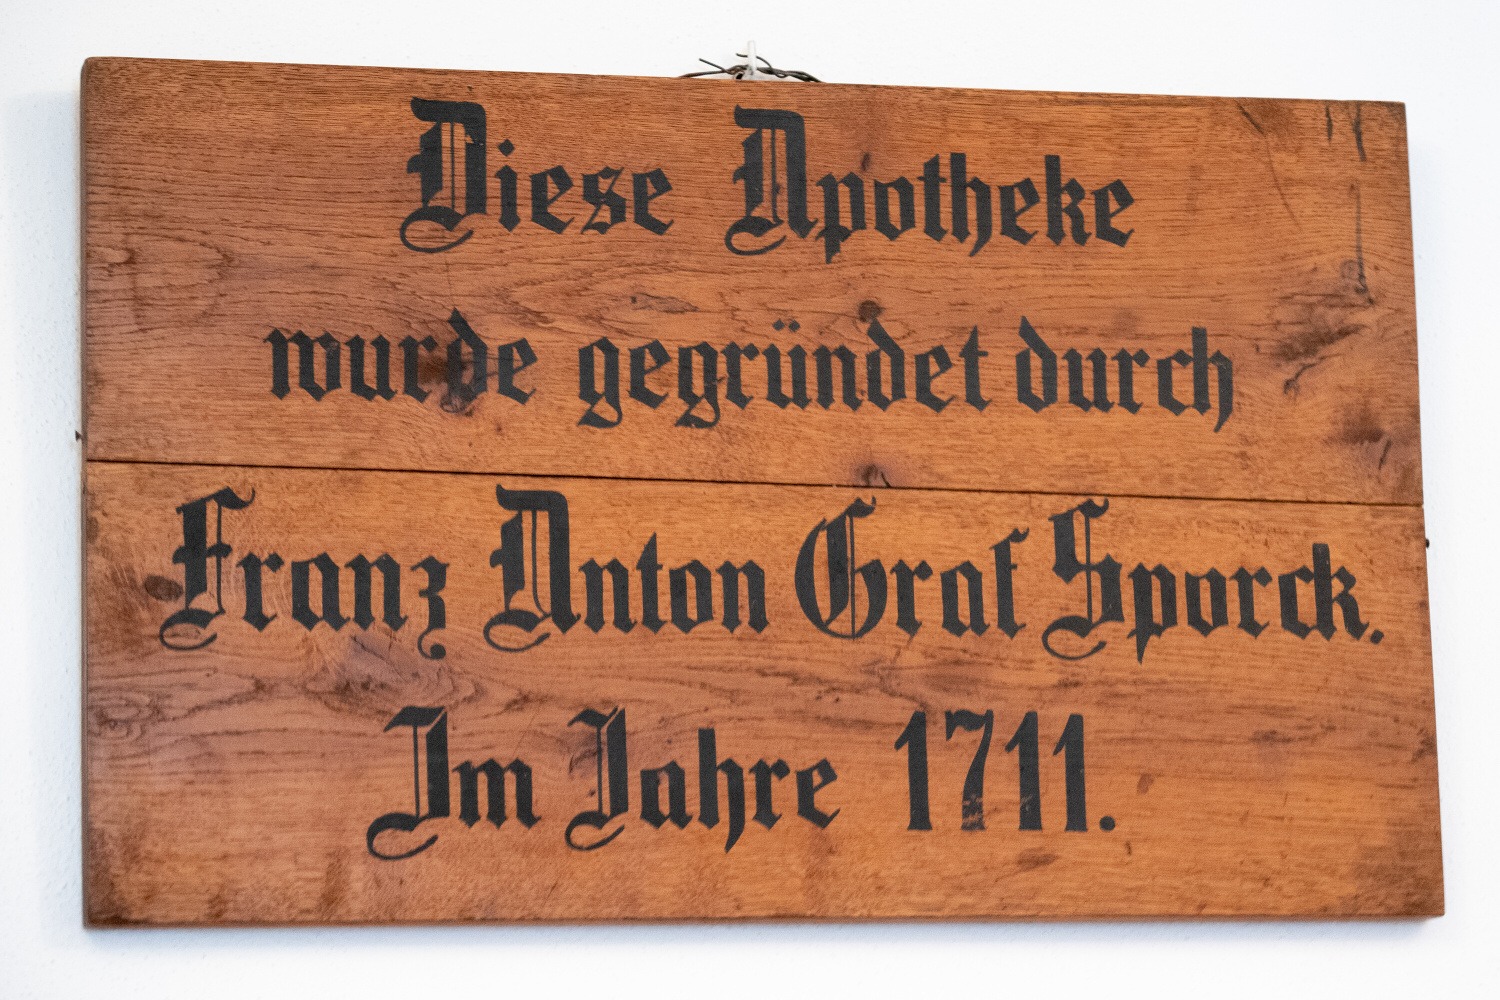 Diese Apotheke
wurde gegründet durch
Franz Anton Graf Sporck.
Im Jahre 1711.